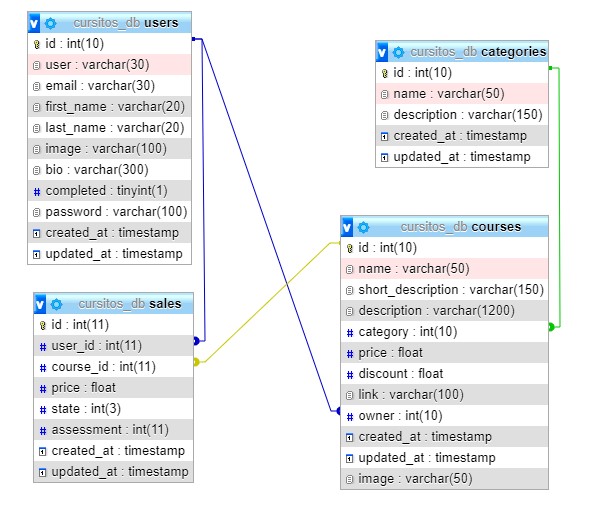 cursitos_db users
id : int(10)
user : varchar(30)
email : varchar(30)
first_name : varchar(20)
last_name : varchar(20)
image : varchar(100)
bio : varchar(300)
completed : tinyint(1)
password : varchar(100)
created_at : timestamp
updated_at : timestamp
cursitos_db categories
id : int(10)
name : varchar(50)
description : varchar(150)
created_at : timestamp
updated_at : timestamp
cursitos_db sales
id : int(11)
user_id : int(11)
course_id : int(11)
price : float
state : int(3)
assessment : int(11)
created_at : timestamp
updated_at : timestamp
cursitos_db courses
id : int(10)
name : varchar(50)
short_description : varchar(150)
description : varchar(1200)
category : int(10)
price : float
discount : float
link : varchar(100)
owner : int(10)
created_at : timestamp
updated_at : timestamp
image : varchar(50)